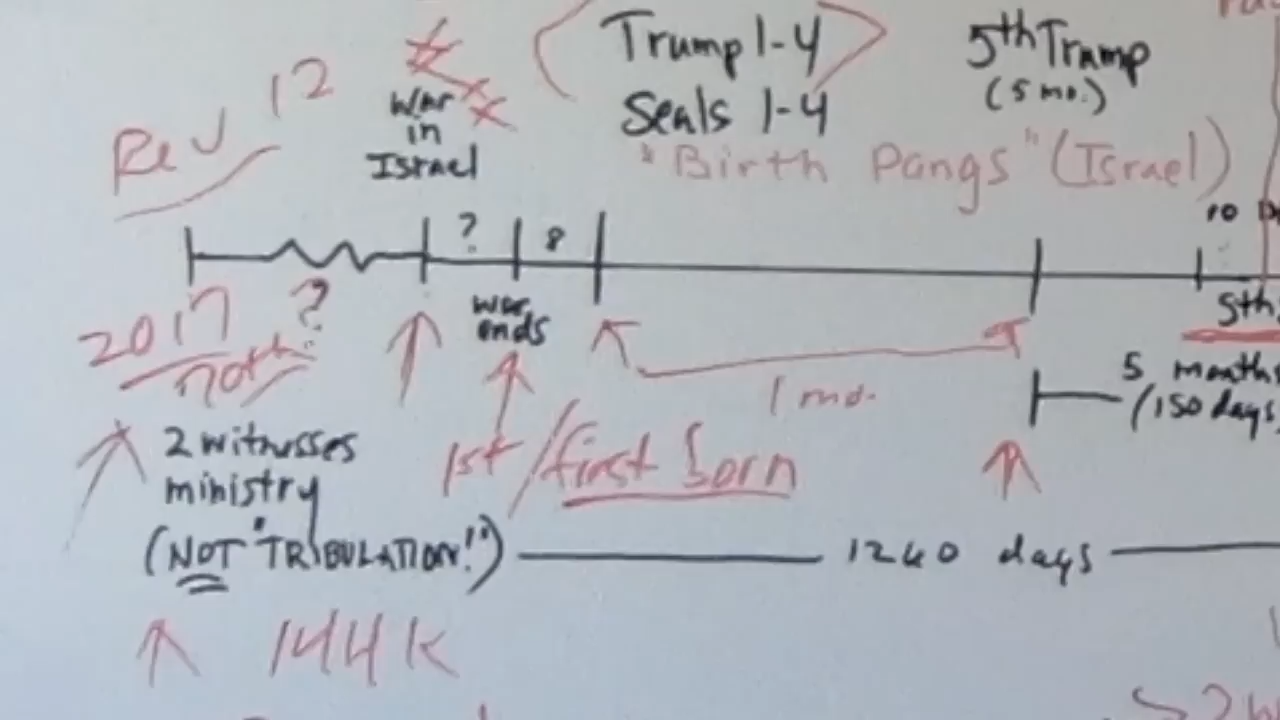 Rev 12
War
in
Israel
Trump 1-4
Seals 1-4
"Birth Pangs" (Israel)
5th Trump
(5 mo.)
10
?
8
2017 ?
war
ends
5th
1 mo.
5 months
(150 days
2 witnesses
ministry
(NOT "TRIBULATION!")
1st/first born
1260 days
144K